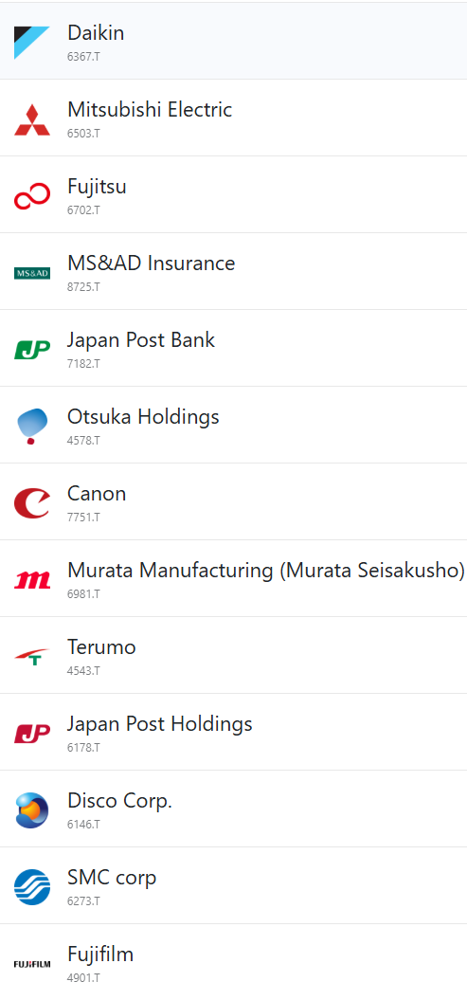 Daikin
6367.T
Mitsubishi Electric
6503.T
Fujitsu
6702.T
MS&AD
MS&AD Insurance
8725.T
JP
Japan Post Bank
7182.T
Otsuka Holdings
4578.T
Canon
7751.T
m
Murata Manufacturing (Murata Seisakusho)
6981.T
T
Terumo
4543.T
JP
Japan Post Holdings
6178.T
Disco Corp.
6146.T
SMC corp
6273.T
FUJIFILM
Fujifilm
4901.T